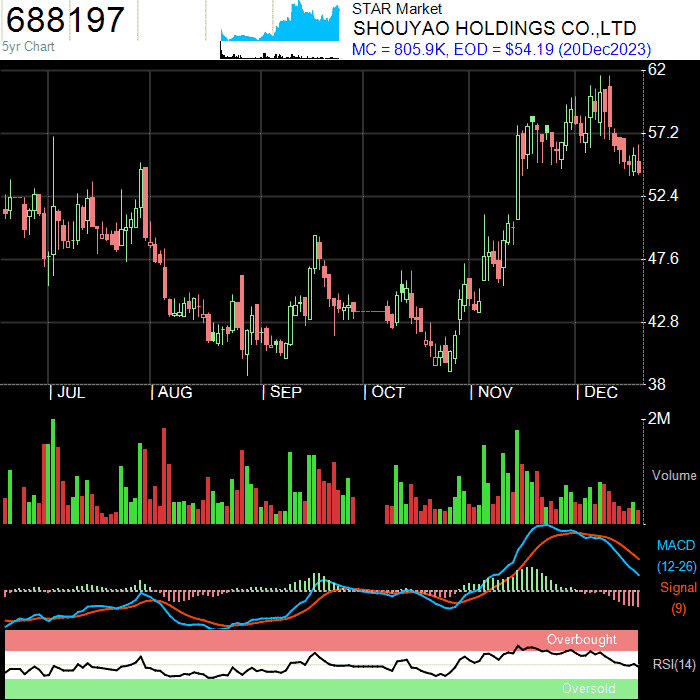 688197
5yr Chart
STAR Market
SHOUYAO HOLDINGS CO.,LTD
MC = 805.9K, EOD = $54.19 (20Dec2023)
62
57.2
52.4
47.6
42.8
38
JUL
AUG
SEP
OCT
NOV
DEC
2M
Volume
MACD
(12-26)
Signal
(9)
Overbought
RSI(14)
Oversold